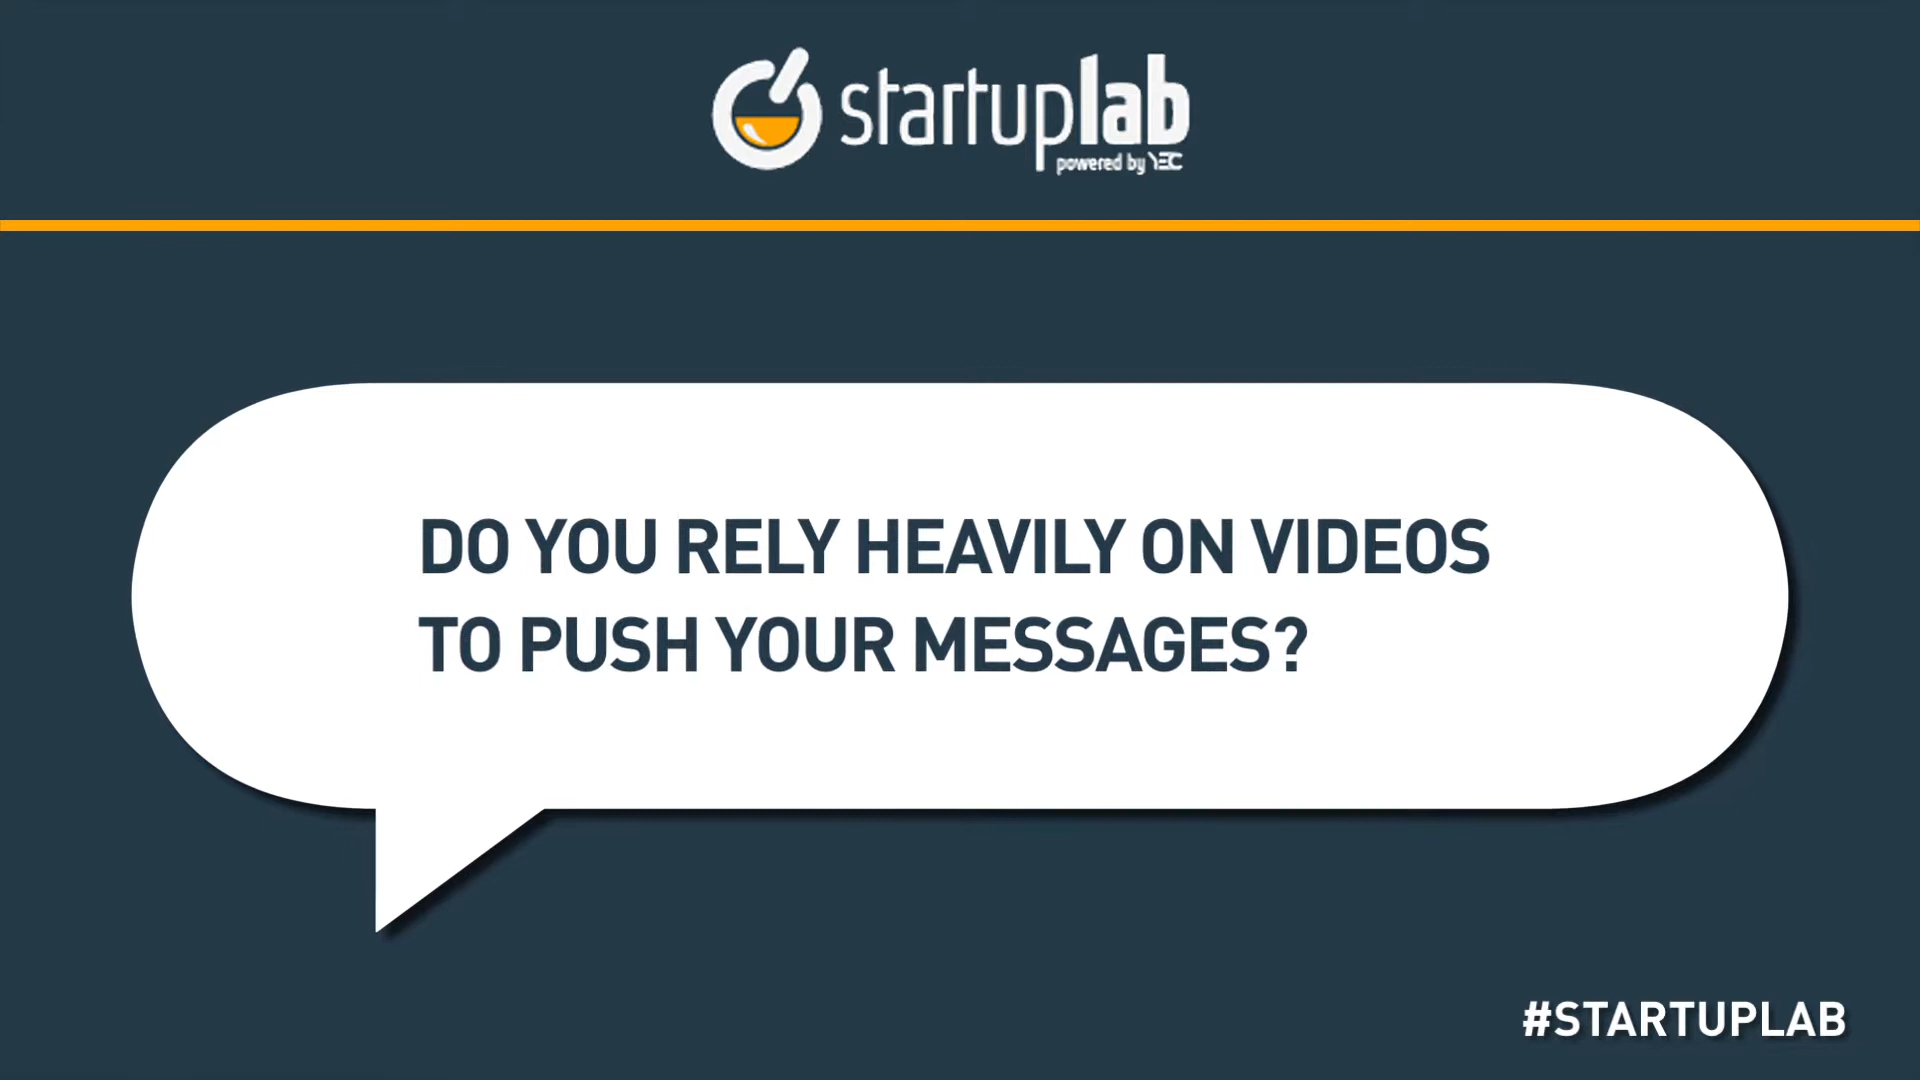 startuplab
powered by YEC
DO YOU RELY HEAVILY ON VIDEOS
TO PUSH YOUR MESSAGES?
#STARTUPLAB